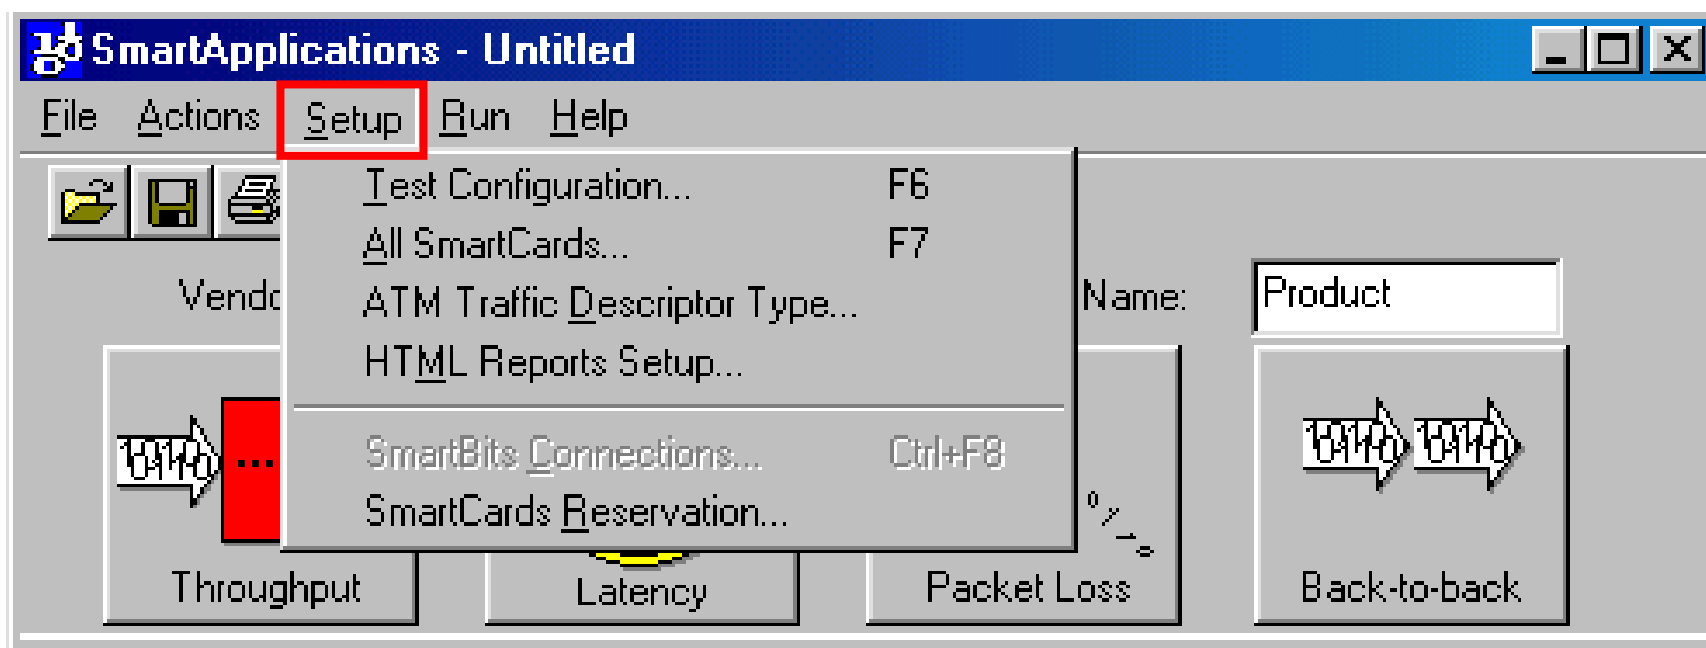 SmartApplications - Untitled
File Actions Setup Run Help
Test Configuration... F6
All SmartCards... F7
ATM Traffic Descriptor Type...
HTML Reports Setup...
SmartBits Connections... Ctrl+F8
SmartCards Reservation...
Name: Product
Throughput Latency Packet Loss Back-to-back